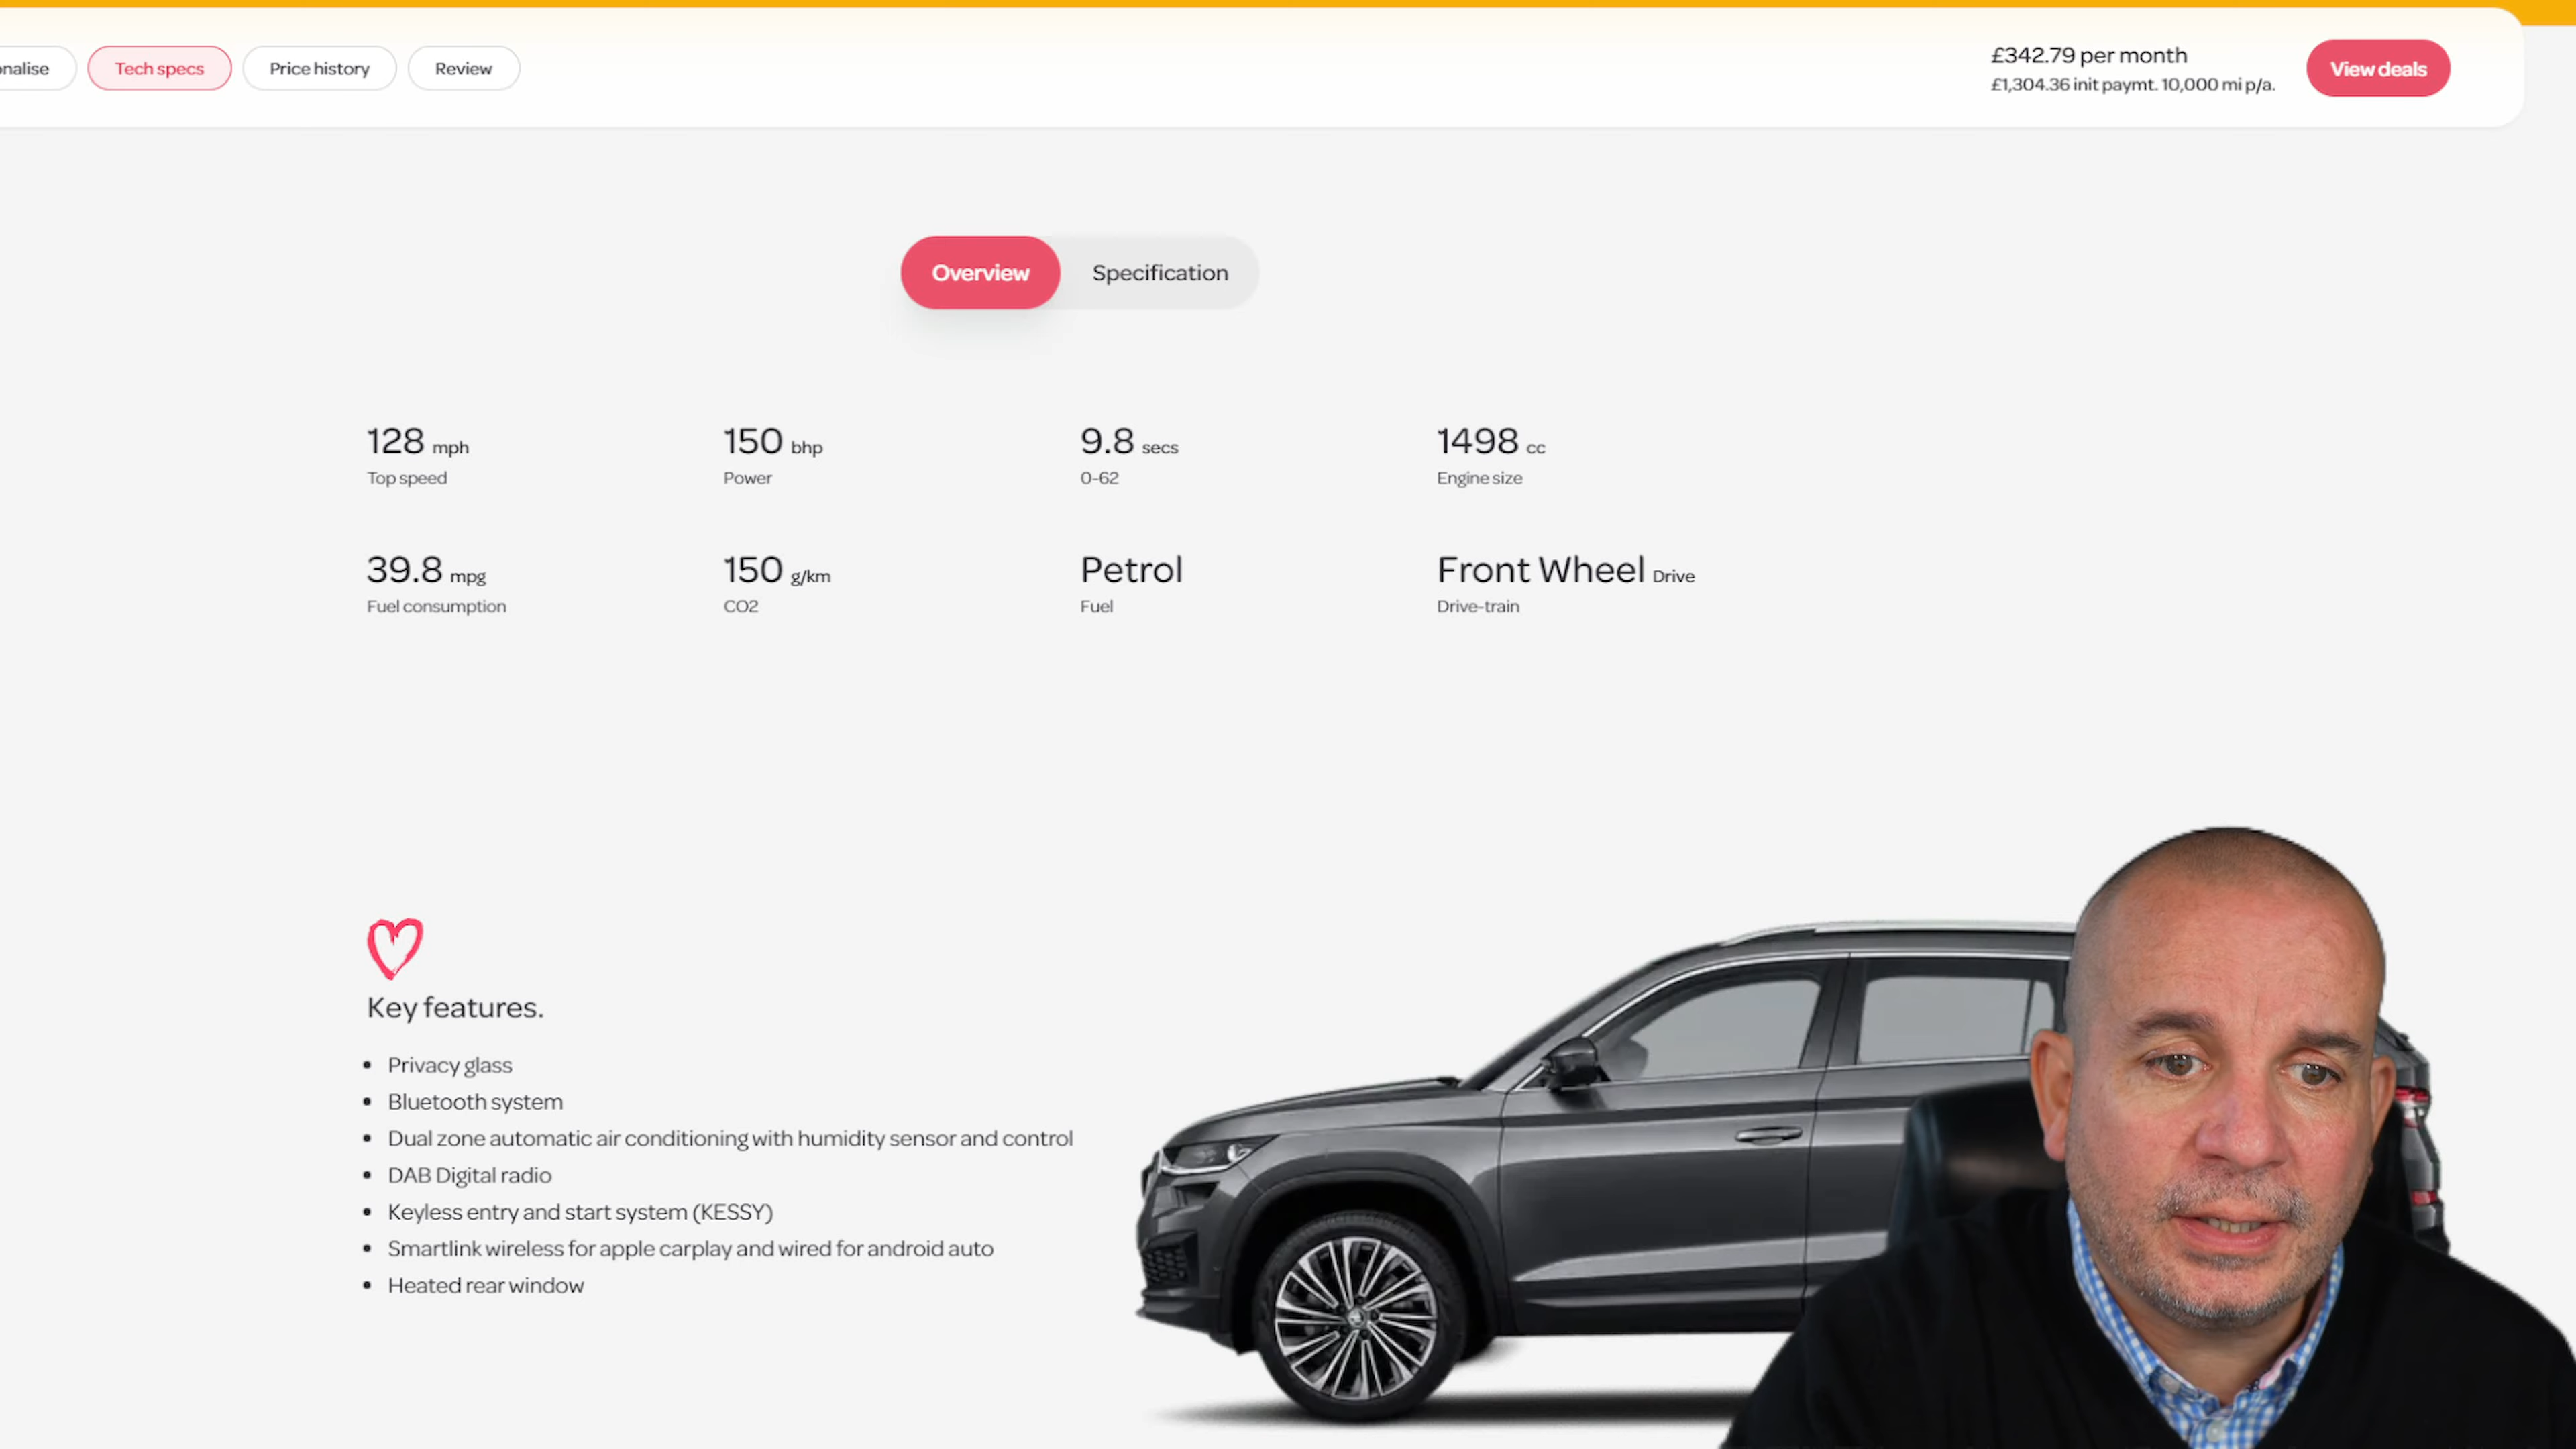 Tech specs
Price history
Review
£342.79 per month
£1,304.36 init paymt. 10,000 mi p/a.
View deals
Overview
Specification
128 mph
Top speed
150 bhp
Power
9.8 secs
0-62
1498 cc
Engine size
39.8 mpg
Fuel consumption
150 g/km
CO2
Petrol
Fuel
Front Wheel Drive
Drive-train
Key features.
Privacy glass
Bluetooth system
Dual zone automatic air conditioning with humidity sensor and control
DAB Digital radio
Keyless entry and start system (KESSY)
Smartlink wireless for apple carplay and wired for android auto
Heated rear window